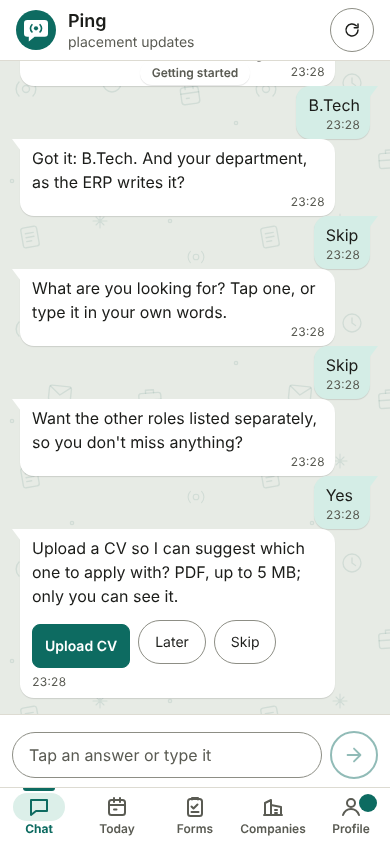 Ping
placement updates
Getting started
23:28
B.Tech
23:28
Got it: B.Tech. And your department,
as the ERP writes it?
23:28
Skip
23:28
What are you looking for? Tap one, or
type it in your own words.
23:28
Skip
23:28
Want the other roles listed separately,
so you don't miss anything?
23:28
Yes
23:28
Upload a CV so I can suggest which
one to apply with? PDF, up to 5 MB;
only you can see it.
Upload CV Later Skip
23:28
Tap an answer or type it
Chat Today Forms Companies Profile